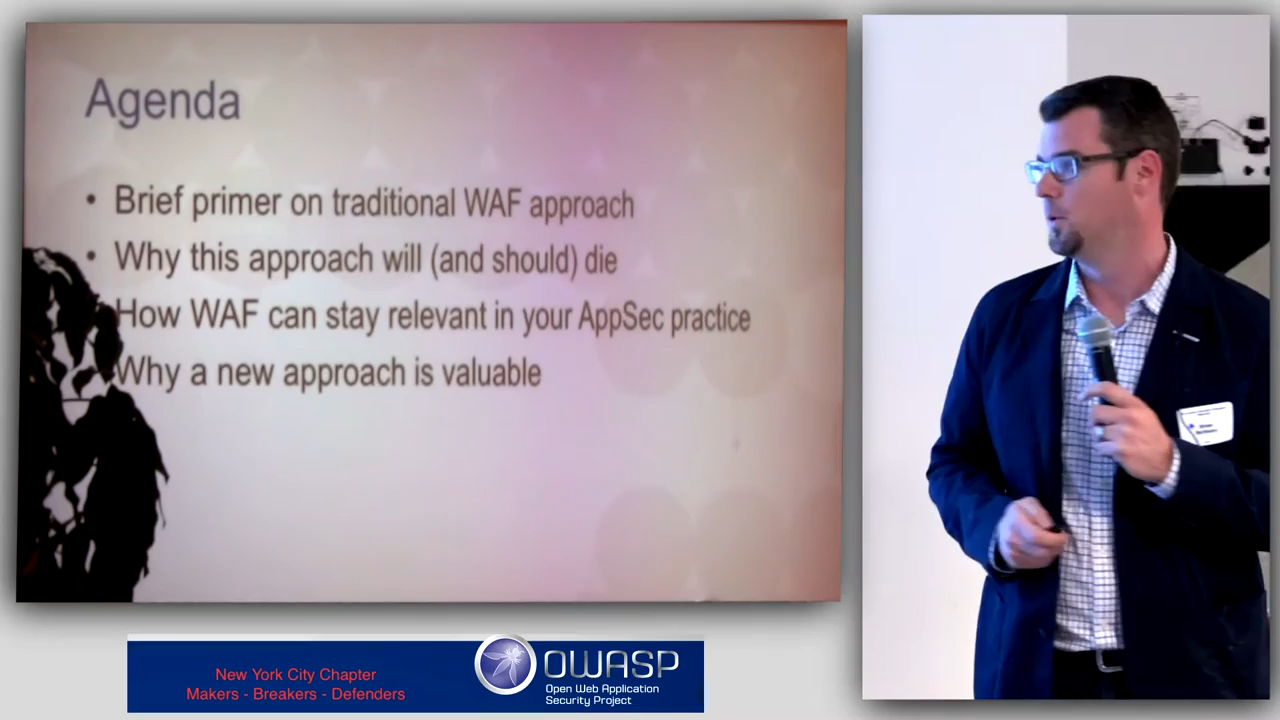 Agenda
• Brief primer on traditional WAF approach
• Why this approach will (and should) die
How WAF can stay relevant in your AppSec practice
Why a new approach is valuable
New York City Chapter
Makers - Breakers - Defenders
OWASP
Open Web Application
Security Project